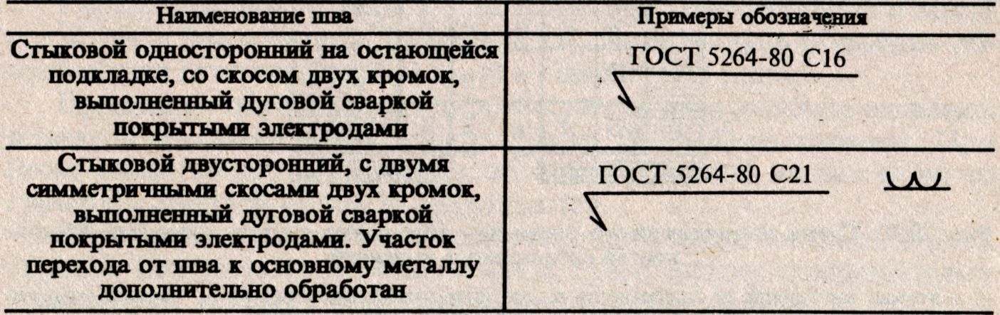 Наименование шва
Примеры обозначения
Стыковой односторонний на остающейся
подкладке, со скосом двух кромок,
выполненный дуговой сваркой
покрытыми электродами
ГОСТ 5264-80 С16
Стыковой двусторонний, с двумя
симметричными скосами двух кромок,
выполненный дуговой сваркой
покрытыми электродами. Участок
перехода от шва к основному металлу
дополнительно обработан
ГОСТ 5264-80 С21